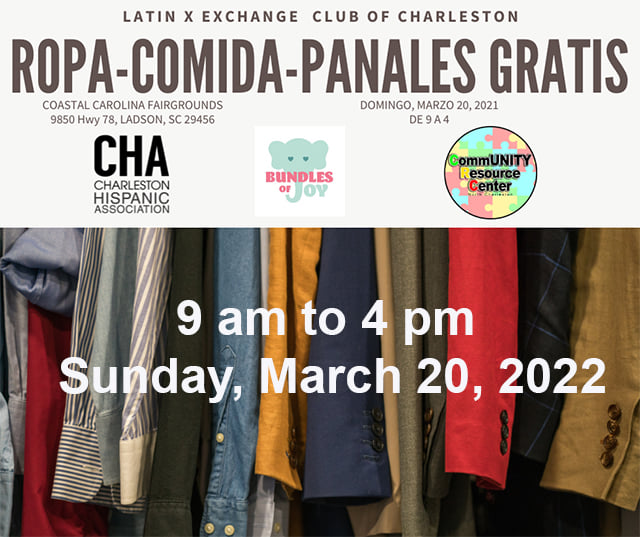 LATIN X EXCHANGE CLUB OF CHARLESTON
ROPA-COMIDA-PANALES GRATIS
COASTAL CAROLINA FAIRGROUNDS
9850 Hwy 78, LADSON, SC 29456
DOMINGO, MARZO 20, 2021
DE 9 A 4
CHA
CHARLESTON
HISPANIC
ASSOCIATION
BUNDLES
OF JOY
CommUNITY
Resource
Center
North Charleston
9 am to 4 pm
Sunday, March 20, 2022